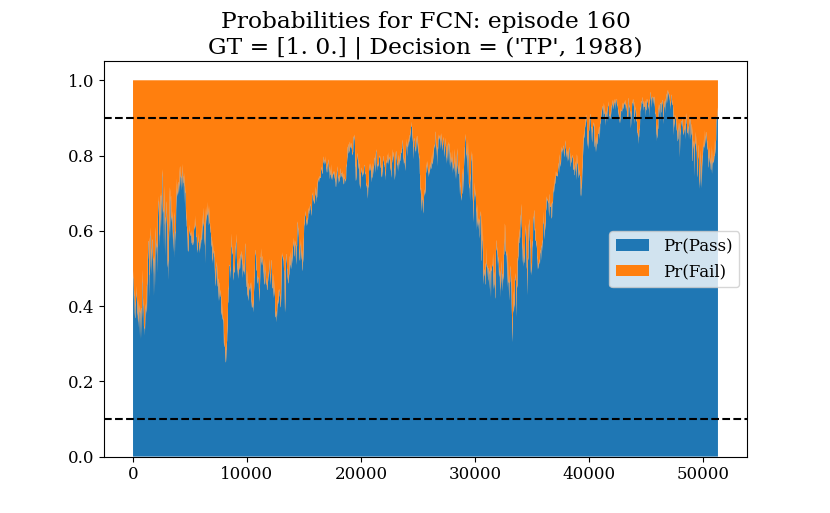 Probabilities for FCN: episode 160
GT = [1. 0.] | Decision = ('TP', 1988)
1.0
0.8
0.6
0.4
0.2
0.0
Pr(Pass)
Pr(Fail)
0 10000 20000 30000 40000 50000